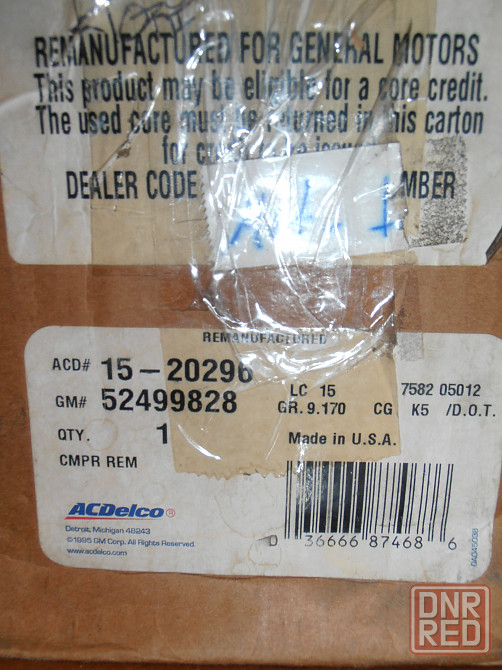 REMANUFACTURED FOR GENERAL MOTORS
This product may be eligible for a core credit.
The used core must be returned in this carton
for
DEALER CODE
MBER
REMANUFACTURED
ACD# 15-20296
GM# 52499828
LC 15 7582 05012
GR.9.170 CG K5 /D.O.T.
QTY. 1
Made in U.S.A.
CMPR REM
ACDelco®
Detroit, Michigan 48243
©1995 GM Corp. All Rights Reserved.
www.acdelco.com
D 36666 87468 6
0A045038
DNR
RED